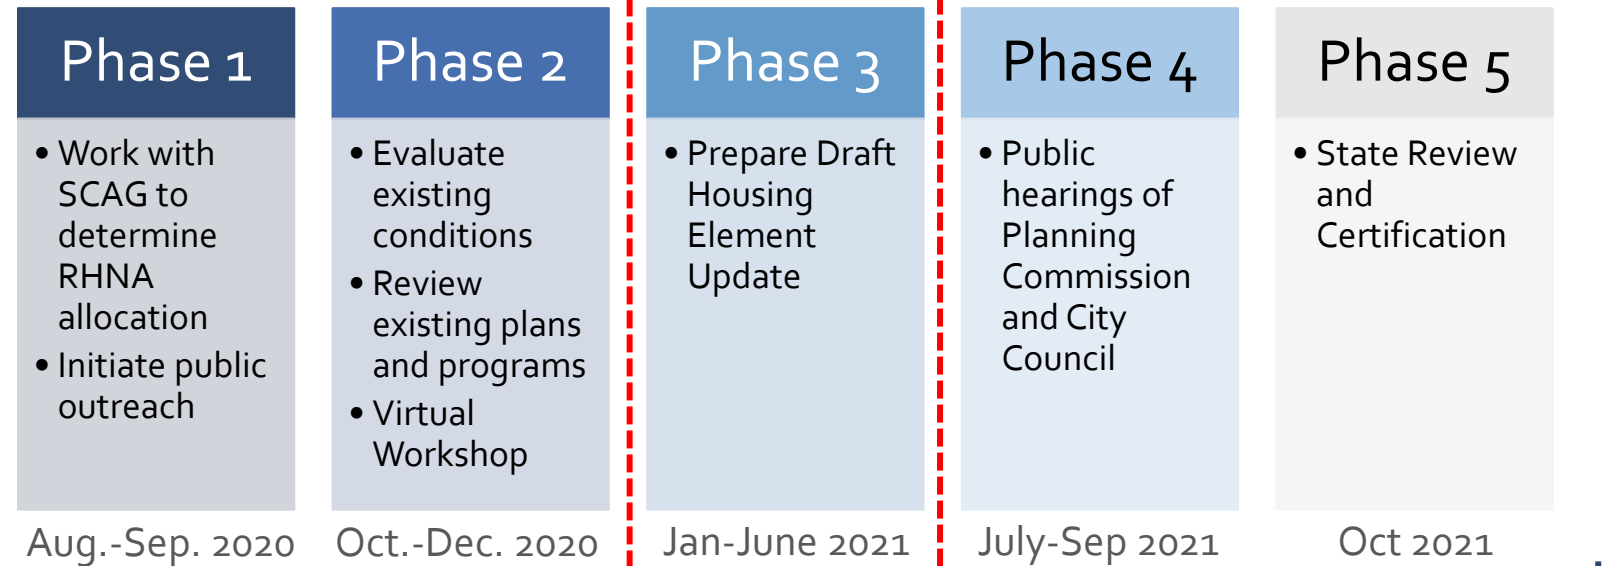 Phase 1
• Work with
SCAG to
determine
RHNA
allocation
• Initiate public
outreach
Aug.-Sep. 2020
Phase 2
• Evaluate
existing
conditions
• Review
existing plans
and programs
• Virtual
Workshop
Oct.-Dec. 2020
Phase 3
• Prepare Draft
Housing
Element
Update
Jan-June 2021
Phase 4
• Public
hearings of
Planning
Commission
and City
Council
July-Sep 2021
Phase 5
• State Review
and
Certification
Oct 2021